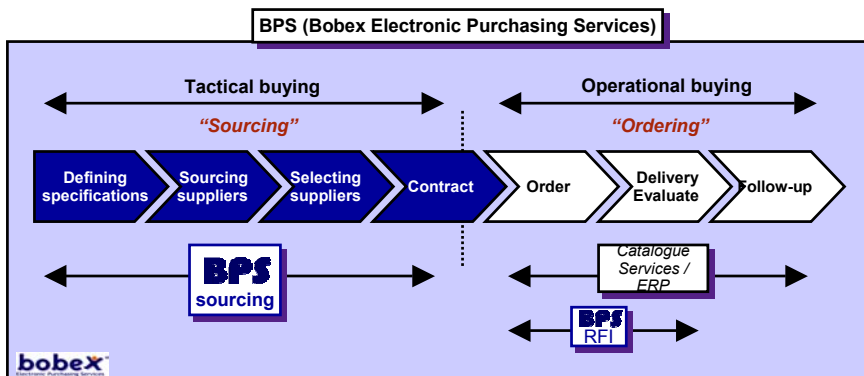 BPS (Bobex Electronic Purchasing Services)
Tactical buying
Operational buying
“Sourcing”
“Ordering”
Defining
specifications
Sourcing
suppliers
Selecting
suppliers
Contract
Order
Delivery
Evaluate
Follow-up
BPS
sourcing
Catalogue
Services /
ERP
BPS
RFI
bobex
Electronic Purchasing Services